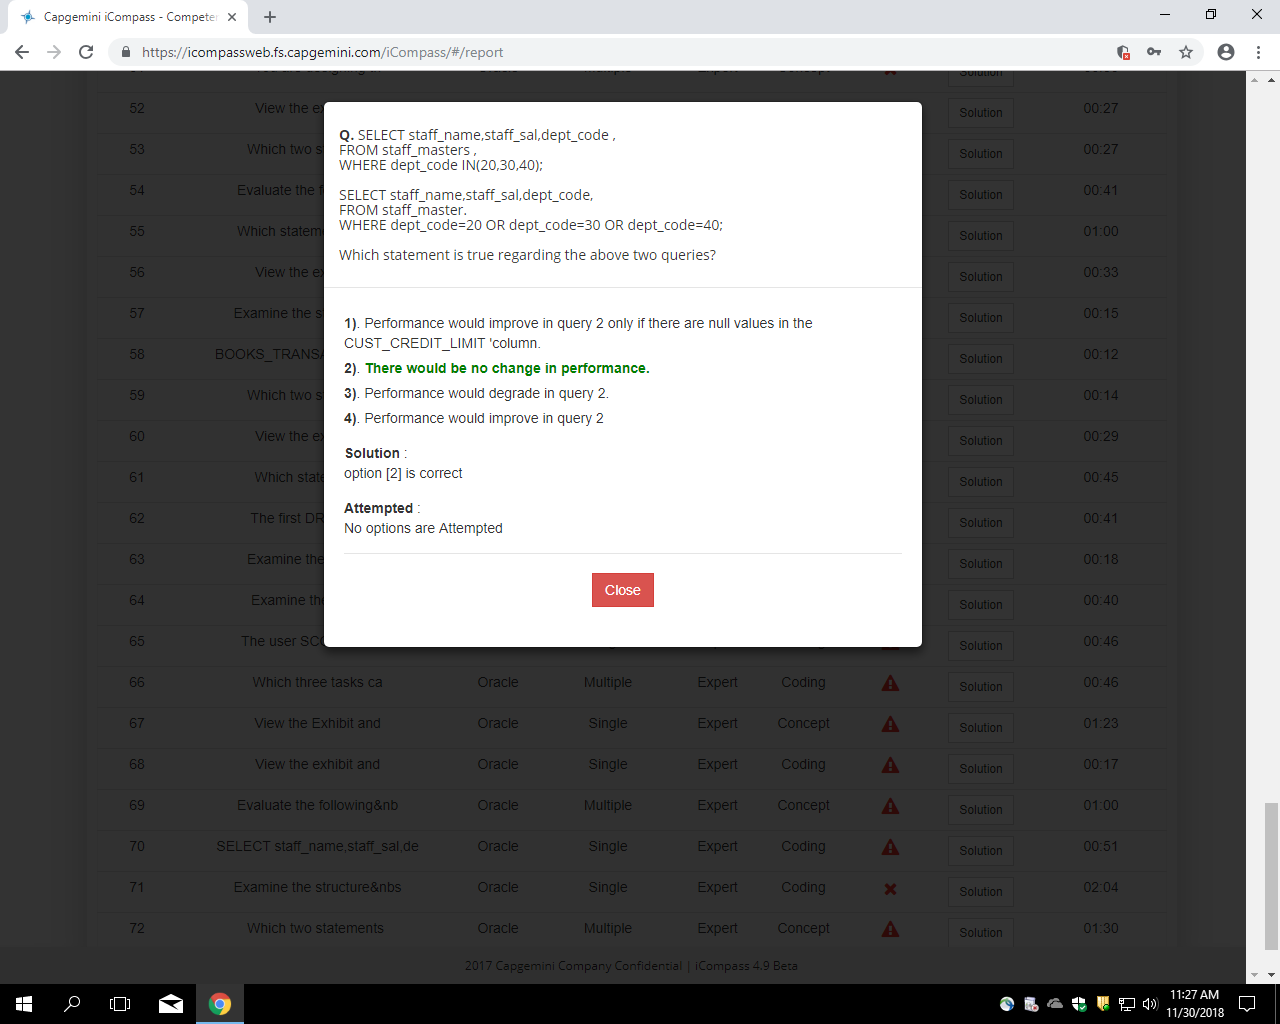 Capgemini iCompass - Competen
https://icompassweb.fs.capgemini.com/iCompass/#/report
52 View the ex Solution 00:27
53 Which two s Solution 00:27
54 Evaluate the f Solution 00:41
55 Which statem Solution 01:00
56 View the ex Solution 00:33
57 Examine the s Solution 00:15
58 BOOKS_TRANSA Solution 00:12
59 Which two s Solution 00:14
60 View the ex Solution 00:29
61 Which state Solution 00:45
62 The first DR Solution 00:41
63 Examine the Solution 00:18
64 Examine the Solution 00:40
65 The user SCO Solution 00:46
66 Which three tasks ca Oracle Multiple Expert Coding Solution 00:46
67 View the Exhibit and Oracle Single Expert Concept Solution 01:23
68 View the exhibit and Oracle Single Expert Coding Solution 00:17
69 Evaluate the following&nb Oracle Multiple Expert Concept Solution 01:00
70 SELECT staff_name,staff_sal,de Oracle Single Expert Coding Solution 00:51
71 Examine the structure&nbs Oracle Single Expert Coding Solution 02:04
72 Which two statements Oracle Multiple Expert Concept Solution 01:30
Q. SELECT staff_name,staff_sal,dept_code ,
FROM staff_masters ,
WHERE dept_code IN(20,30,40);
SELECT staff_name,staff_sal,dept_code,
FROM staff_master.
WHERE dept_code=20 OR dept_code=30 OR dept_code=40;
Which statement is true regarding the above two queries?
1). Performance would improve in query 2 only if there are null values in the
CUST_CREDIT_LIMIT 'column.
2). There would be no change in performance.
3). Performance would degrade in query 2.
4). Performance would improve in query 2
Solution :
option [2] is correct
Attempted :
No options are Attempted
Close
2017 Capgemini Company Confidential | iCompass 4.9 Beta
11:27 AM
11/30/2018